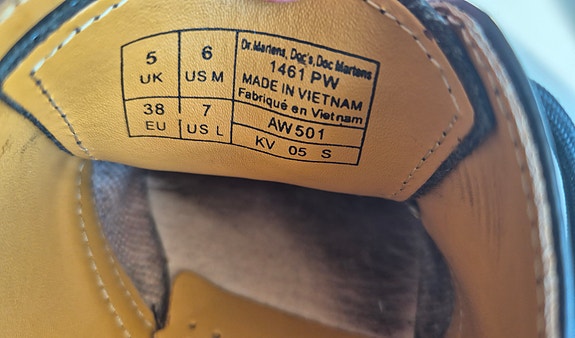 5 6
UK US M
38 7
EU US L
Dr. Martens, Doc's, Doc Martens
1461 PW
MADE IN VIETNAM
Fabriqué en Vietnam
AW501
KV 05 S